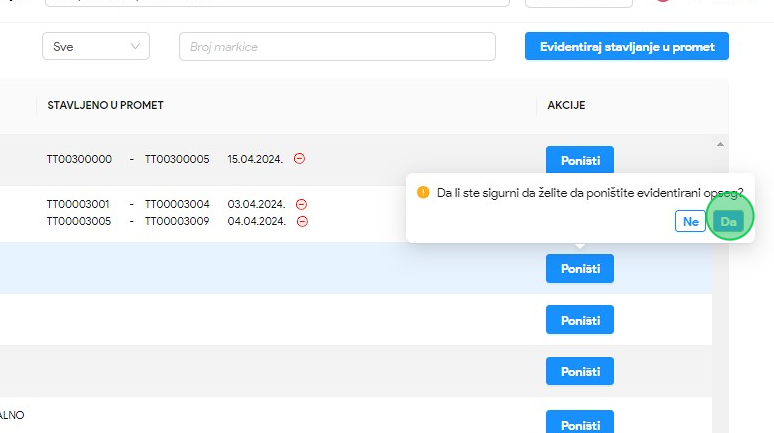 Sve
Broj markice
Evidentiraj stavljanje u promet
STAVLJENO U PROMET
AKCIJE
TT00300000 - TT00300005 15.04.2024.
Poništi
Da li ste sigurni da želite da poništite evidentirani opseg?
TT00003001 - TT00003004 03.04.2024.
TT00003005 - TT00003009 04.04.2024.
Ne
Da
Poništi
Poništi
Poništi
ALNO
Poništi